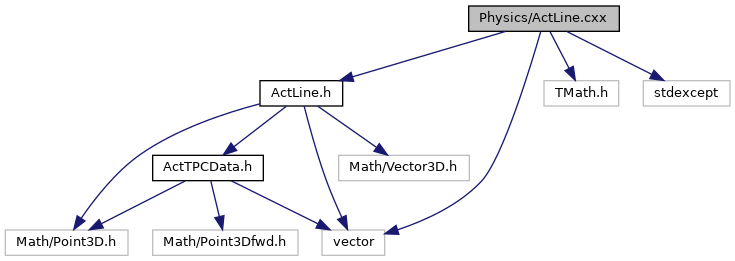 Physics/ActLine.cxx
ActLine.h
TMath.h
stdexcept
ActTPCData.h
Math/Vector3D.h
Math/Point3D.h
Math/Point3Dfwd.h
vector